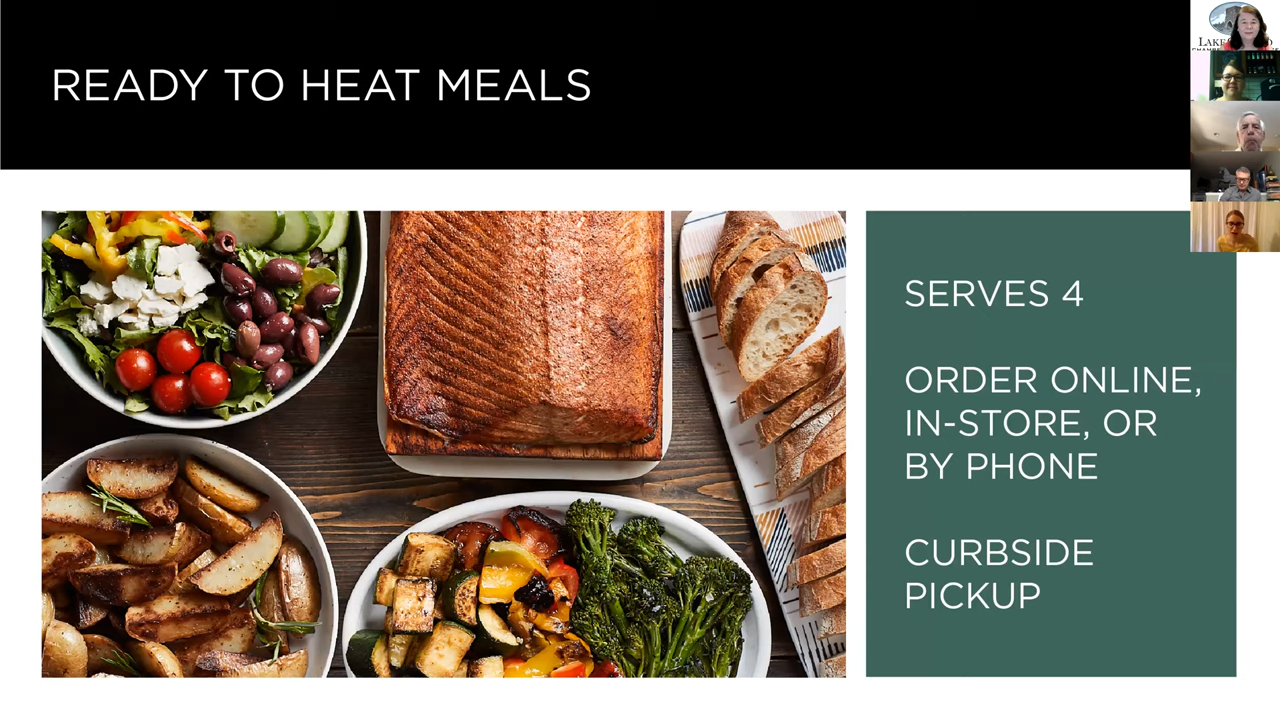 READY TO HEAT MEALS
SERVES 4
ORDER ONLINE,
IN-STORE, OR
BY PHONE
CURBSIDE
PICKUP